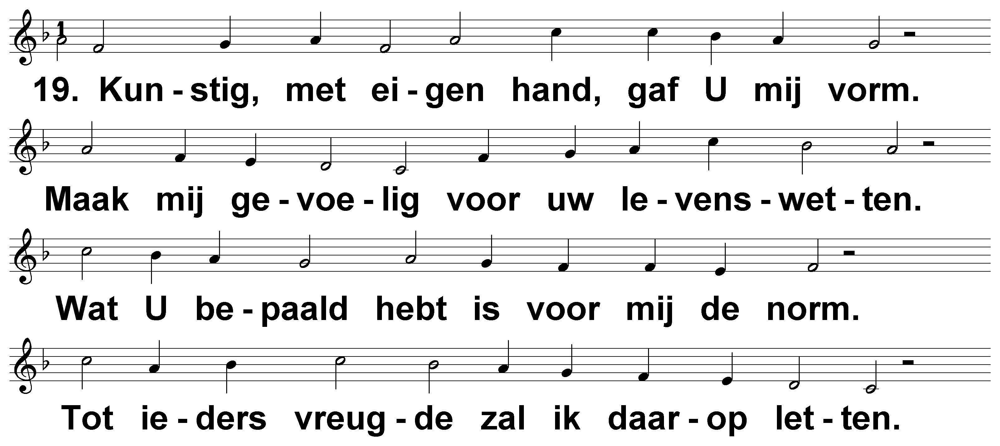 1
19. Kun - stig, met ei - gen hand, gaf U mij vorm.
Maak mij ge - voe - lig voor uw le - vens - wet - ten.
Wat U be - paald hebt is voor mij de norm.
Tot ie - ders vreug - de zal ik daar - op let - ten.